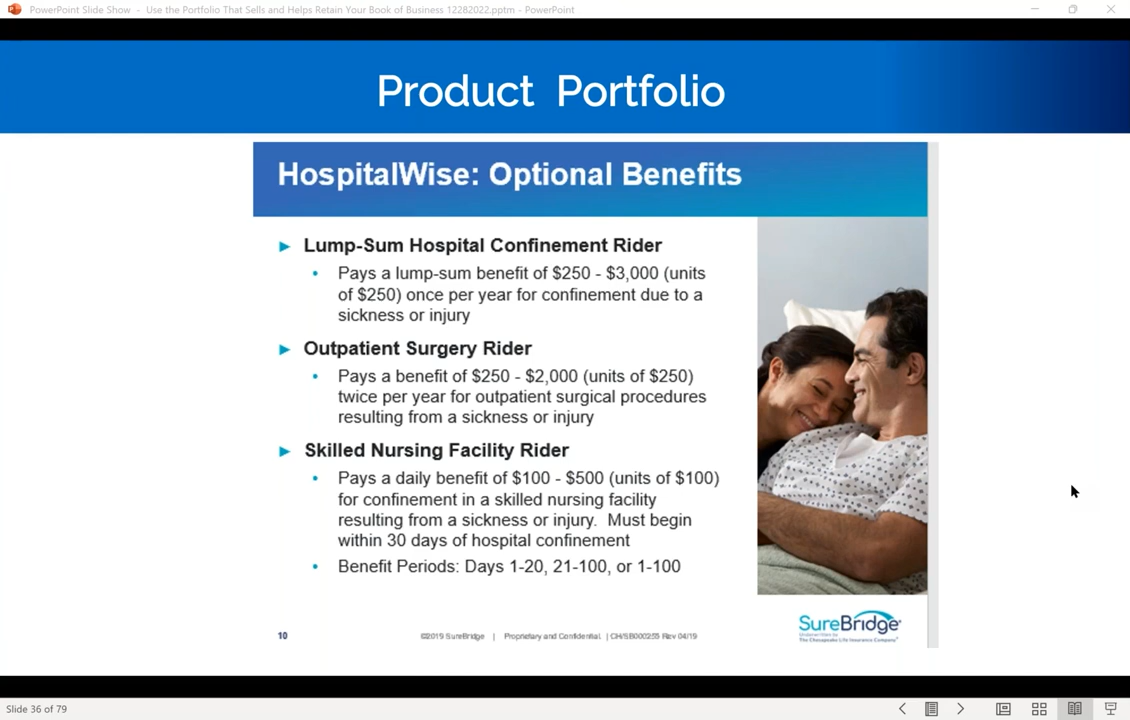 PowerPoint Slide Show - Use the Portfolio That Sells and Helps Retain Your Book of Business 12282022.pptm - PowerPoint
Product Portfolio
HospitalWise: Optional Benefits
► Lump-Sum Hospital Confinement Rider
• Pays a lump-sum benefit of $250 - $3,000 (units
of $250) once per year for confinement due to a
sickness or injury
► Outpatient Surgery Rider
• Pays a benefit of $250 - $2,000 (units of $250)
twice per year for outpatient surgical procedures
resulting from a sickness or injury
► Skilled Nursing Facility Rider
• Pays a daily benefit of $100 - $500 (units of $100)
for confinement in a skilled nursing facility
resulting from a sickness or injury. Must begin
within 30 days of hospital confinement
• Benefit Periods: Days 1-20, 21-100, or 1-100
10
©2019 SureBridge | Proprietary and Confidential | CH/SB000255 Rev 04/19
SureBridge
Underwritten by
The Chesapeake Life Insurance Company
Slide 36 of 79